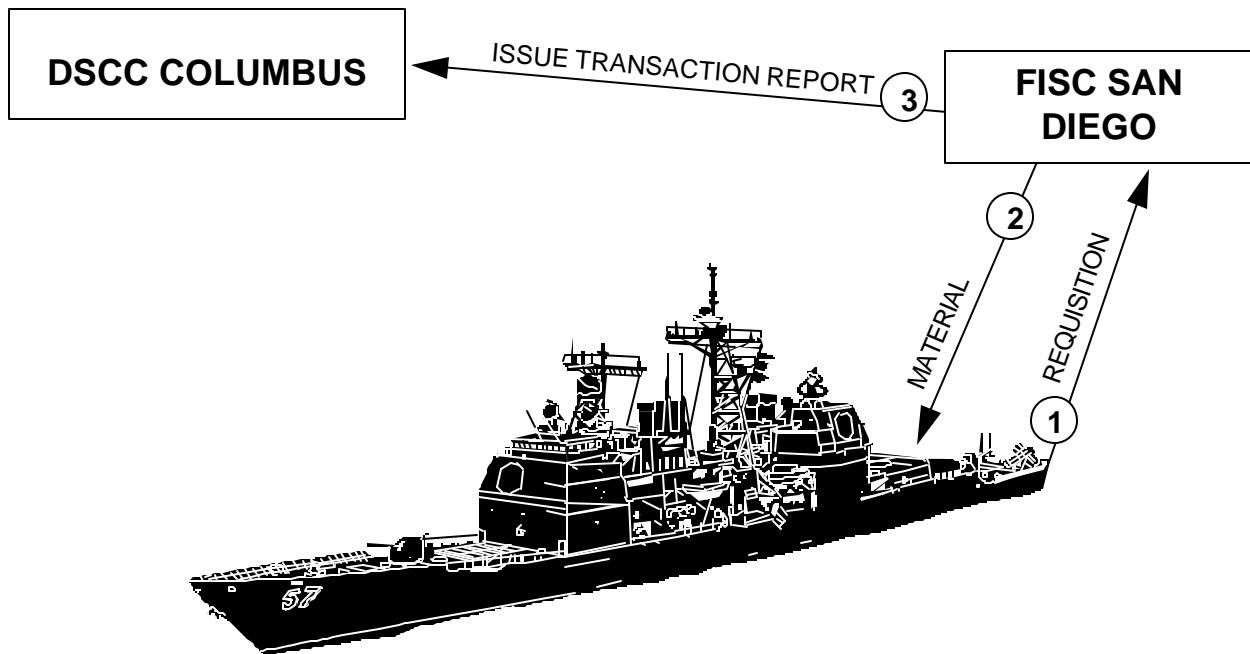 DSCC COLUMBUS
ISSUE TRANSACTION REPORT
3
FISC SAN
DIEGO
2
MATERIAL
REQUISITION
1
57